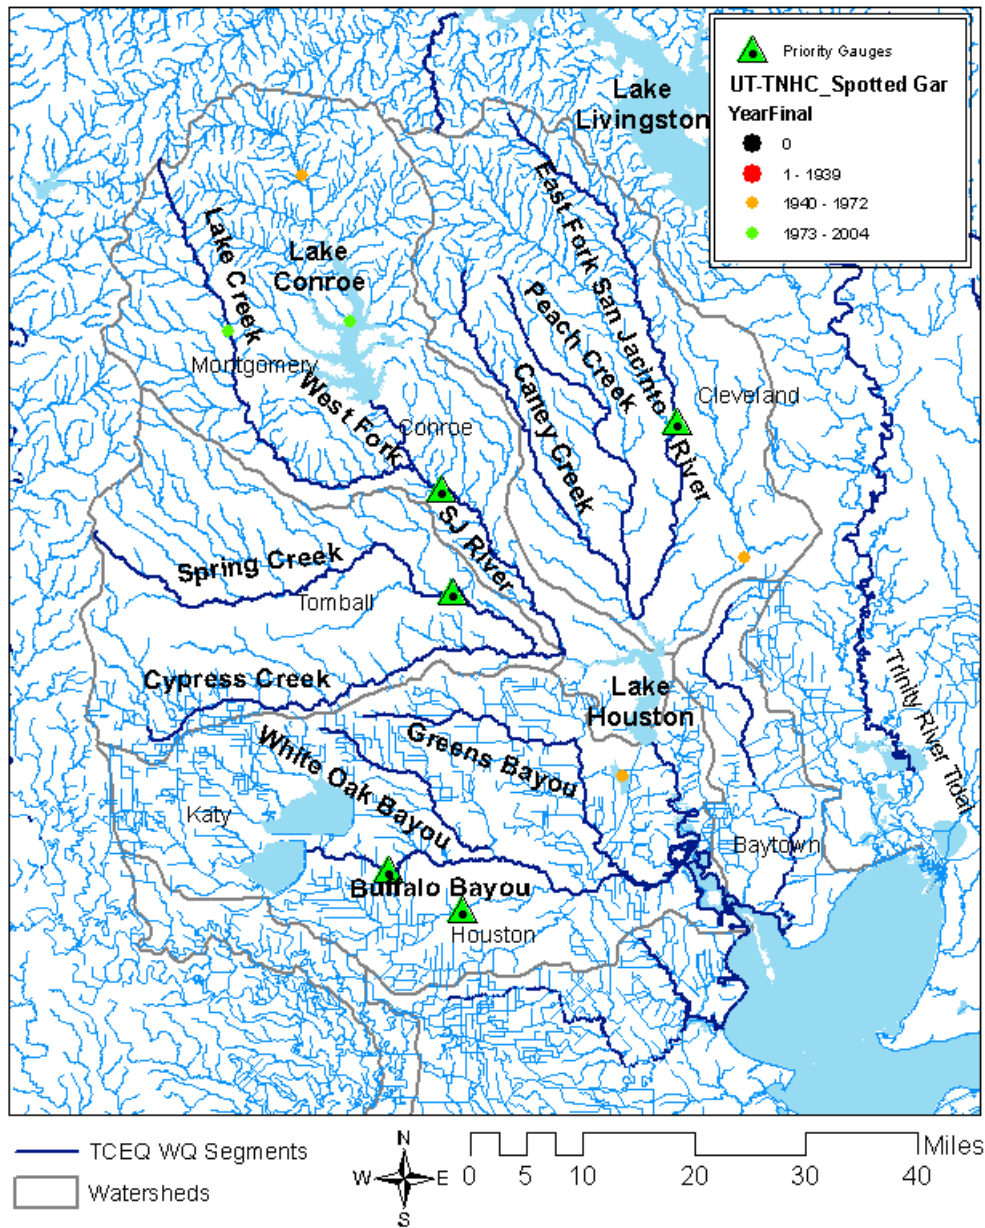 Priority Gauges
UT-TNHC_Spotted Gar
YearFinal
0
1 - 1939
1940 - 1972
1973 - 2004
Lake
Livingston
East Fork San Jacinto
River
Lake Creek
Lake
Conroe
Peach Creek
Caney Creek
Montgomery
Cleveland
West Fork
Conroe
SJ River
Spring Creek
Tomball
Cypress Creek
Lake
Houston
Trinity River Tidal
Greens Bayou
White Oak Bayou
Katy
Baytown
Buffalo Bayou
Houston
TCEQ WQ Segments
Watersheds
N
W
E
S
0 5 10 20 30 40
Miles